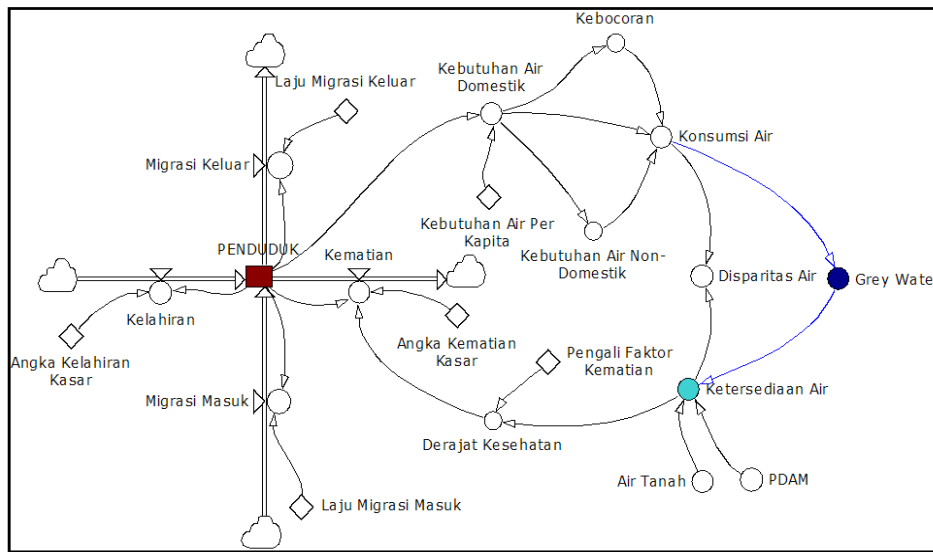 Kebocoran
Kebutuhan Air
Domestik
Laju Migrasi Keluar
Konsumsi Air
Migrasi Keluar
Kebutuhan Air Per
Kapita
Kebutuhan Air Non-
Domestik
PENDUDUK
Kematian
Disparitas Air
Grey Wate
Kelahiran
Angka Kelahiran
Kasar
Angka Kematian
Kasar
Pengali Faktor
Kematian
Ketersediaan Air
Migrasi Masuk
Derajat Kesehatan
Air Tanah
PDAM
Laju Migrasi Masuk